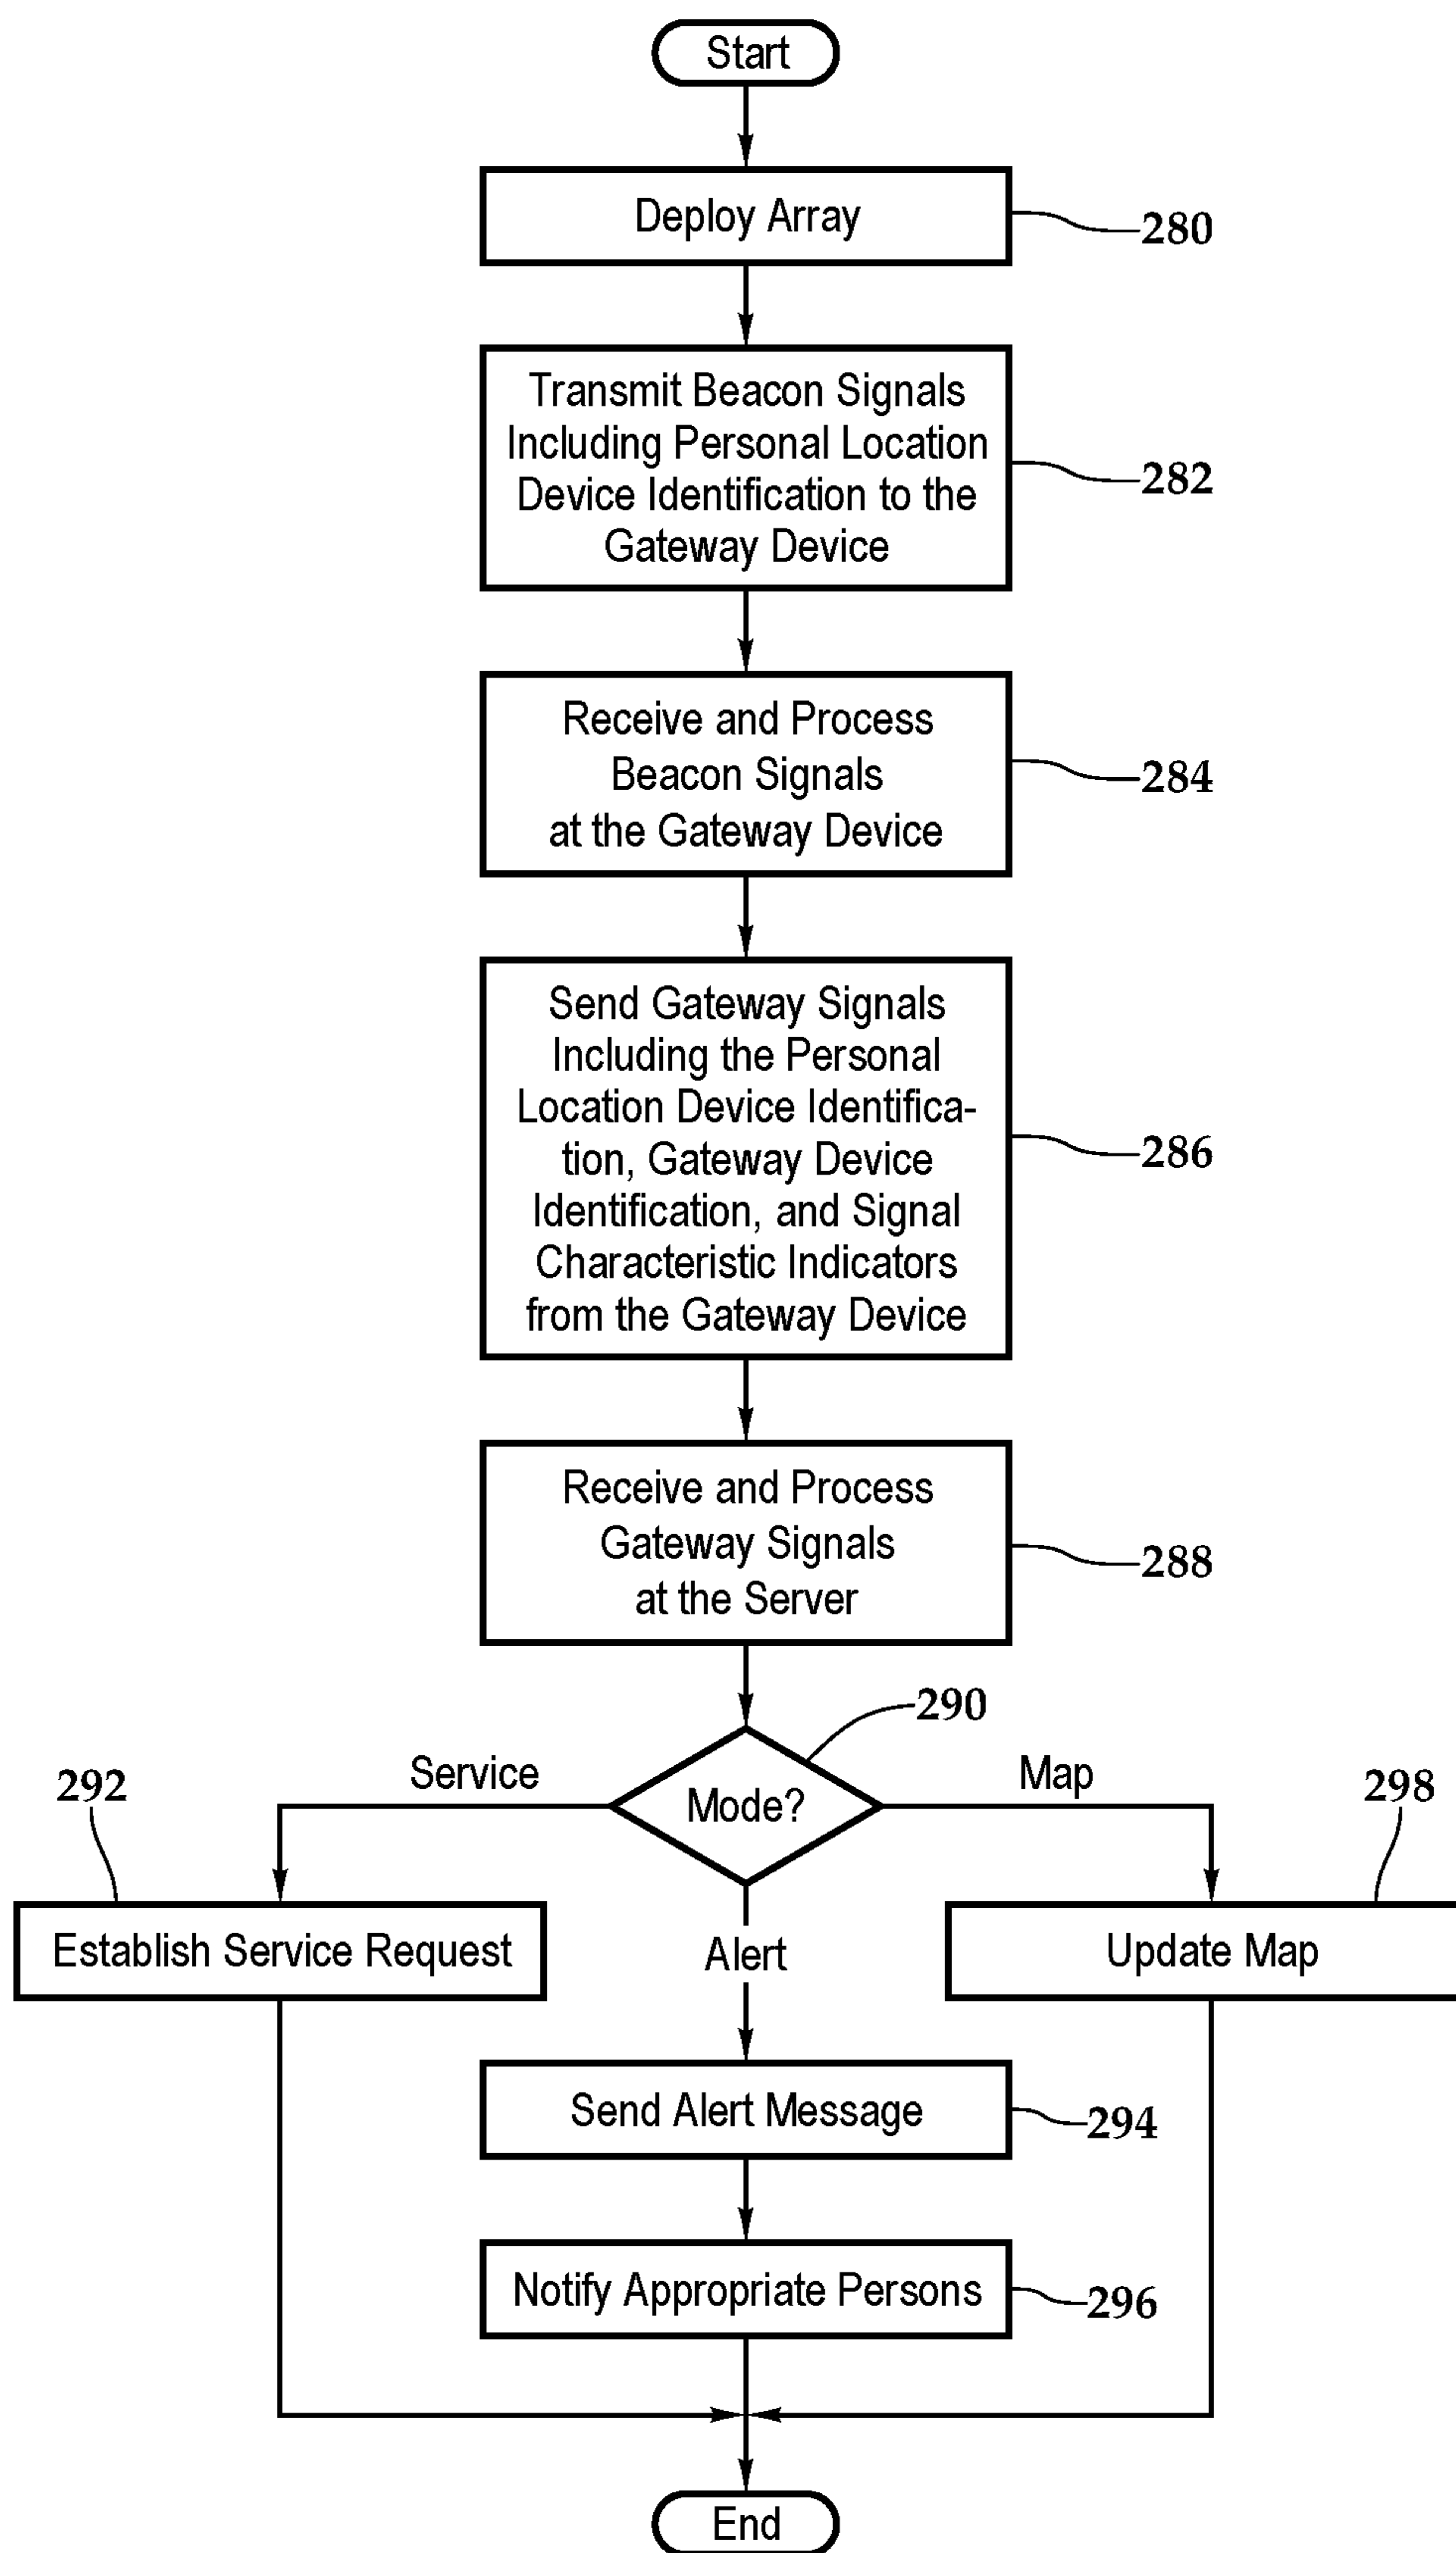 Start
Deploy Array
280
Transmit Beacon Signals
Including Personal Location
Device Identification to the
Gateway Device
282
Receive and Process
Beacon Signals
at the Gateway Device
284
Send Gateway Signals
Including the Personal
Location Device Identifica-
tion, Gateway Device
Identification, and Signal
Characteristic Indicators
from the Gateway Device
286
Receive and Process
Gateway Signals
at the Server
288
290
Mode?
Service
Map
292
298
Establish Service Request
Alert
Update Map
Send Alert Message
294
Notify Appropriate Persons
296
End